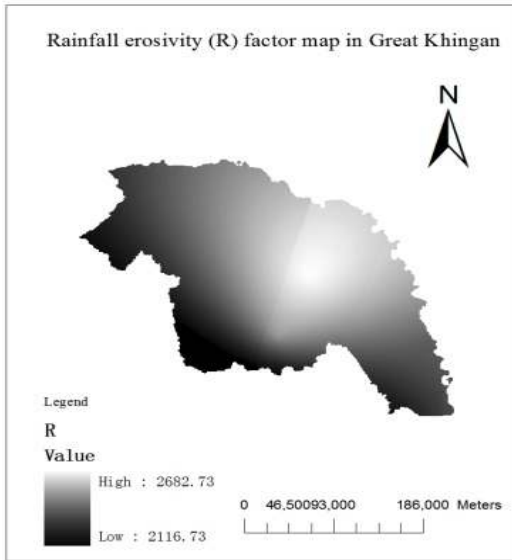 Rainfall erosivity (R) factor map in Great Khingan
N
Legend
R
Value
High : 2682.73
Low : 2116.73
0 46,50093,000 186,000 Meters